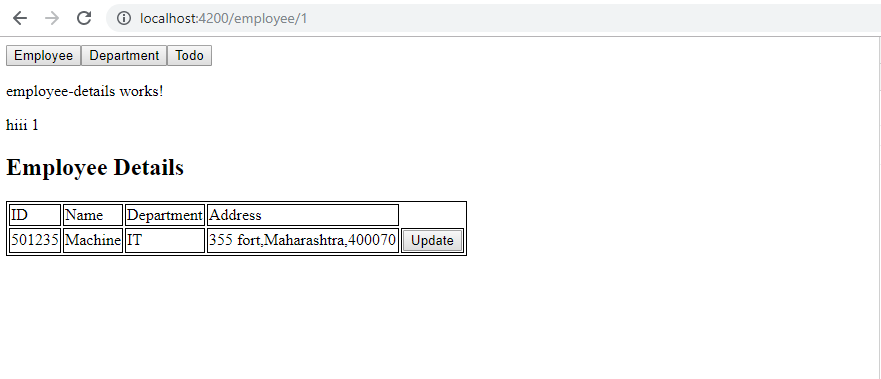 localhost:4200/employee/1
Employee Department Todo
employee-details works!
hiii 1
Employee Details
ID Name Department Address
501235 Machine IT 355 fort,Maharashtra,400070 Update